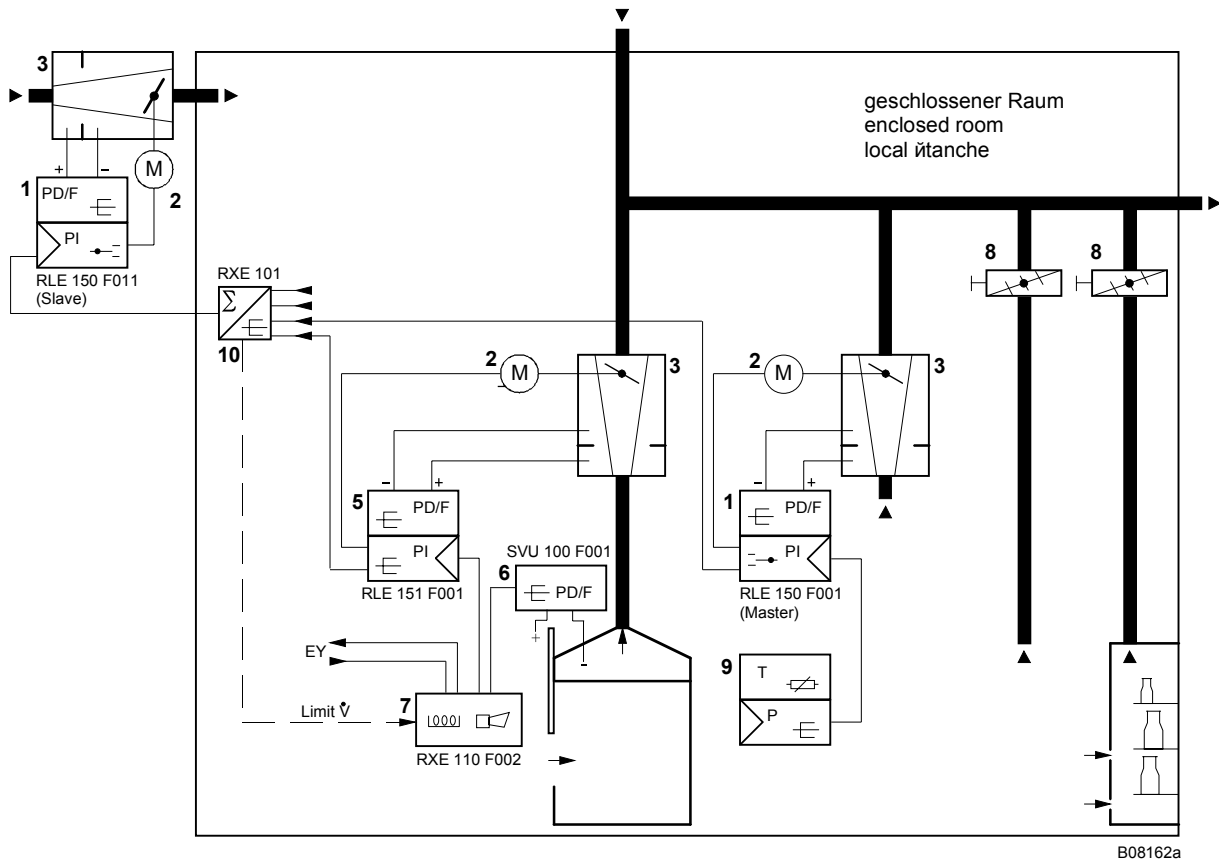 geschlossener Raum
enclosed room
local йtanche
3
+ -
M
1 PD/F
2
PI
RLE 150 F011
(Slave)
RXE 101
Σ
10
8
8
2 M
3
2 M
3
- +
5 PD/F
PI
RLE 151 F001
- +
1 PD/F
PI
RLE 150 F001
(Master)
SVU 100 F001
6 PD/F
+ -
EY
Limit V̇
7
RXE 110 F002
9 T
P
B08162a